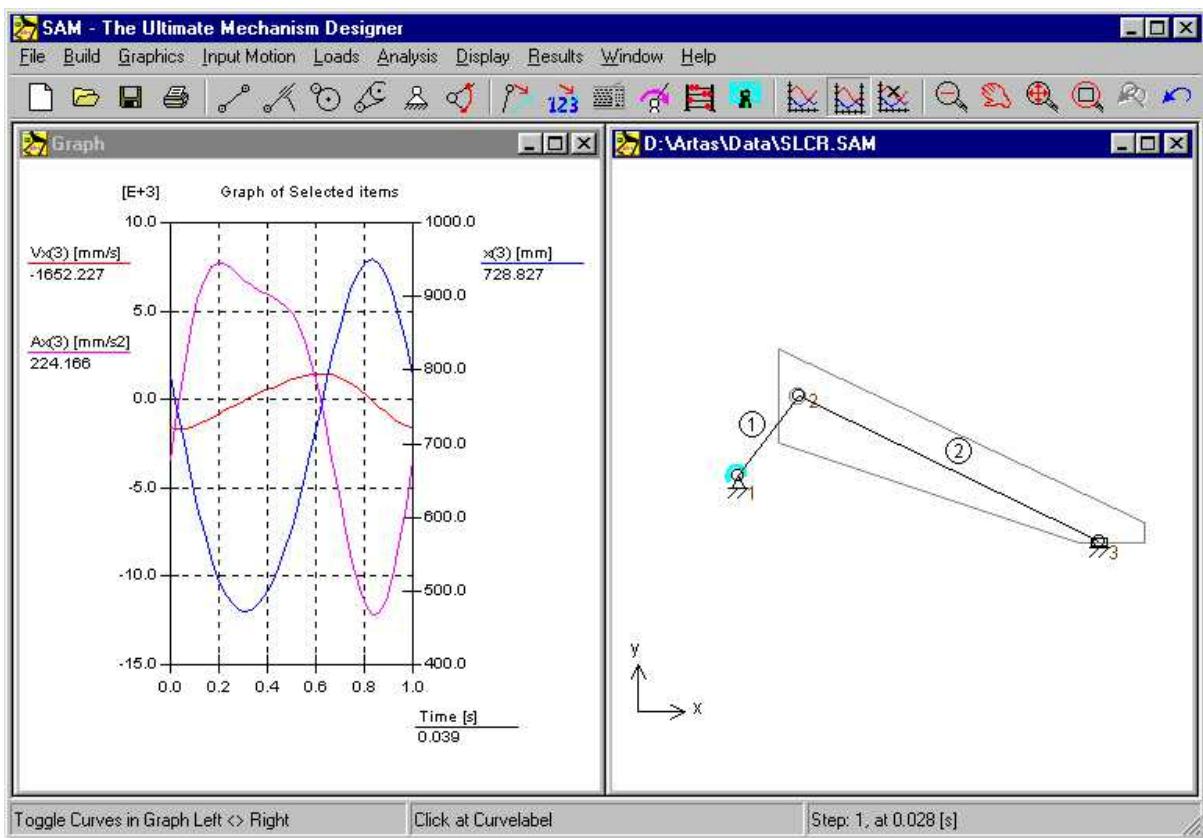 SAM - The Ultimate Mechanism Designer
File Build Graphics Input Motion Loads Analysis Display Results Window Help
123
Graph
[E+3]
Graph of Selected items
10.0
1000.0
Vx(3) [mm/s]
-1652.227
x(3) [mm]
728.827
900.0
5.0
Ax(3) [mm/s2]
224.166
800.0
0.0
700.0
-5.0
600.0
-10.0
500.0
-15.0
400.0
0.0 0.2 0.4 0.6 0.8 1.0
Time [s]
0.039
D:\Artas\Data\SLCR.SAM
1
2
2
1
3
y
x
Toggle Curves in Graph Left <> Right
Click at Curvelabel
Step: 1, at 0.028 [s]